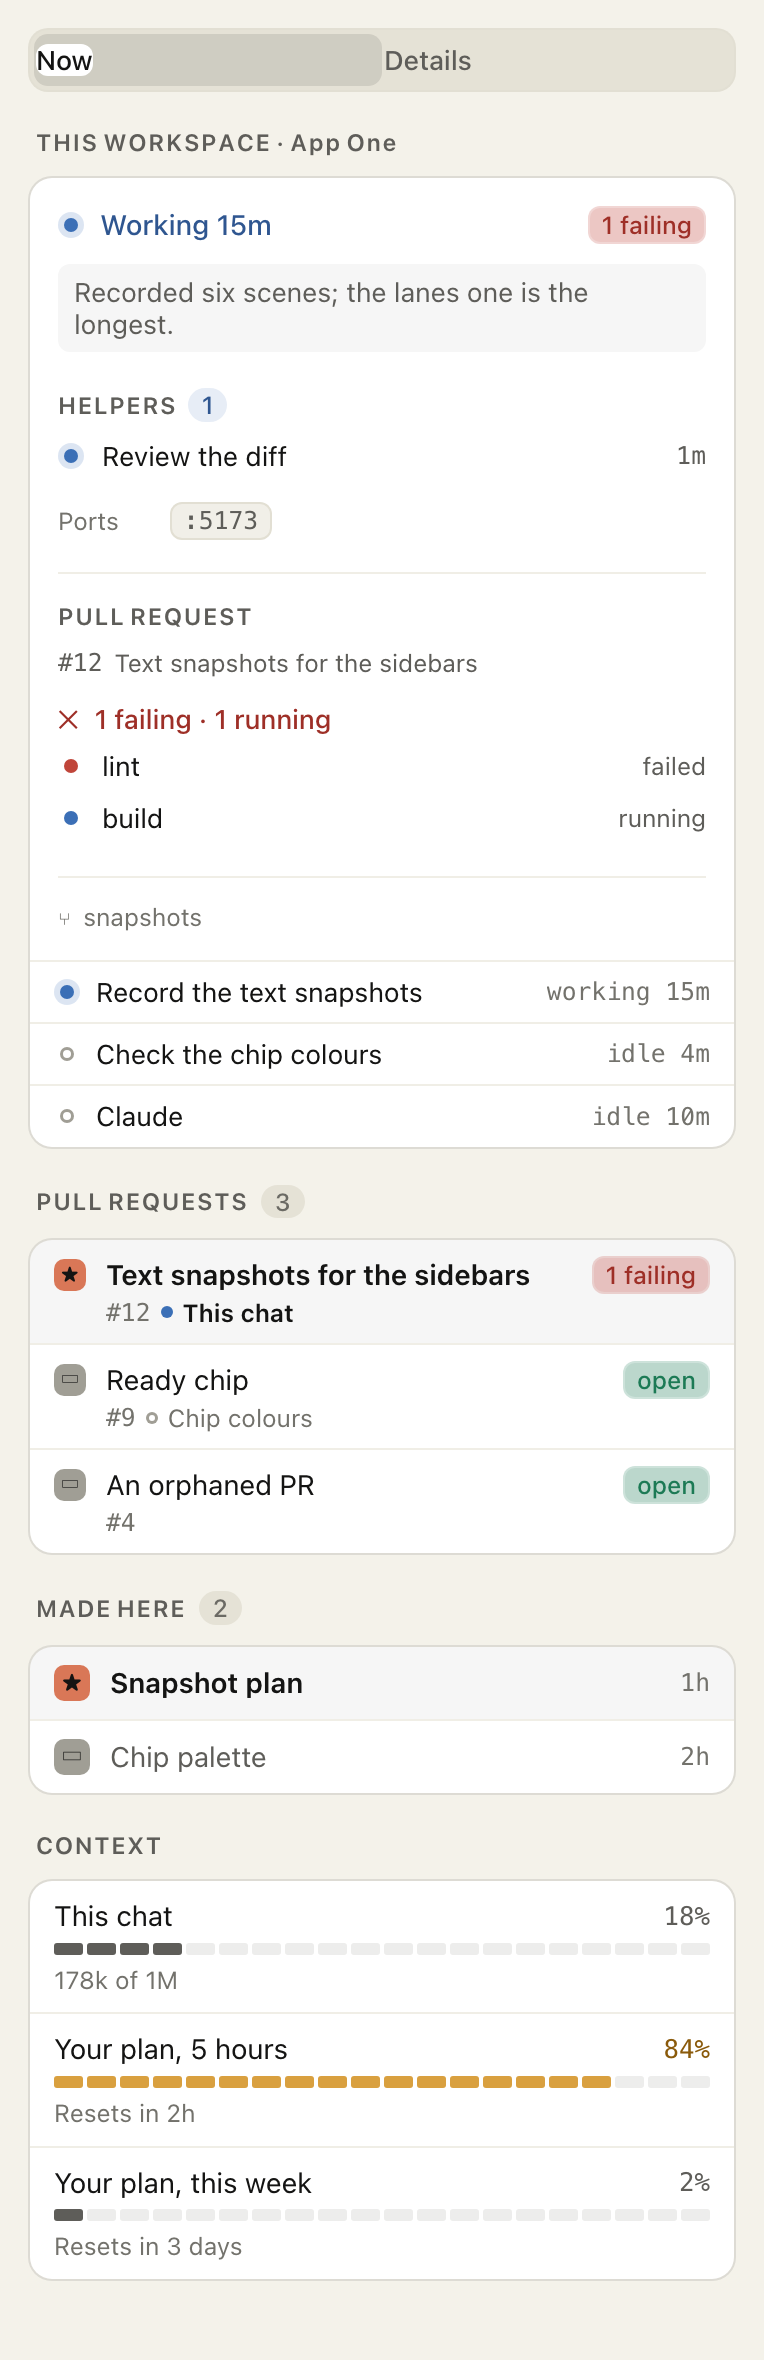 Now
Details
THIS WORKSPACE · App One
Working 15m
1 failing
Recorded six scenes; the lanes one is the
longest.
HELPERS 1
Review the diff
1m
Ports
:5173
PULL REQUEST
#12 Text snapshots for the sidebars
1 failing · 1 running
lint
failed
build
running
snapshots
Record the text snapshots
working 15m
Check the chip colours
idle 4m
Claude
idle 10m
PULL REQUESTS 3
Text snapshots for the sidebars
1 failing
#12 This chat
Ready chip
open
#9 Chip colours
An orphaned PR
open
#4
MADE HERE 2
Snapshot plan
1h
Chip palette
2h
CONTEXT
This chat
18%
178k of 1M
Your plan, 5 hours
84%
Resets in 2h
Your plan, this week
2%
Resets in 3 days